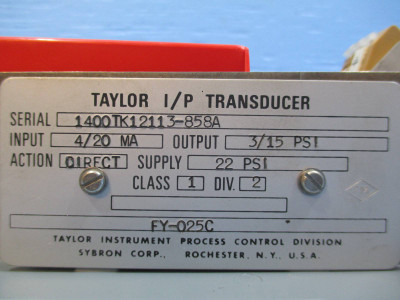 TAYLOR I/P TRANSDUCER
SERIAL 1400TK12113-858A
INPUT 4/20 MA OUTPUT 3/15 PSI
ACTION DIRECT SUPPLY 22 PSI
CLASS 1 DIV. 2
FY-025C
TAYLOR INSTRUMENT PROCESS CONTROL DIVISION
SYBRON CORP., ROCHESTER, N.Y., U.S.A.